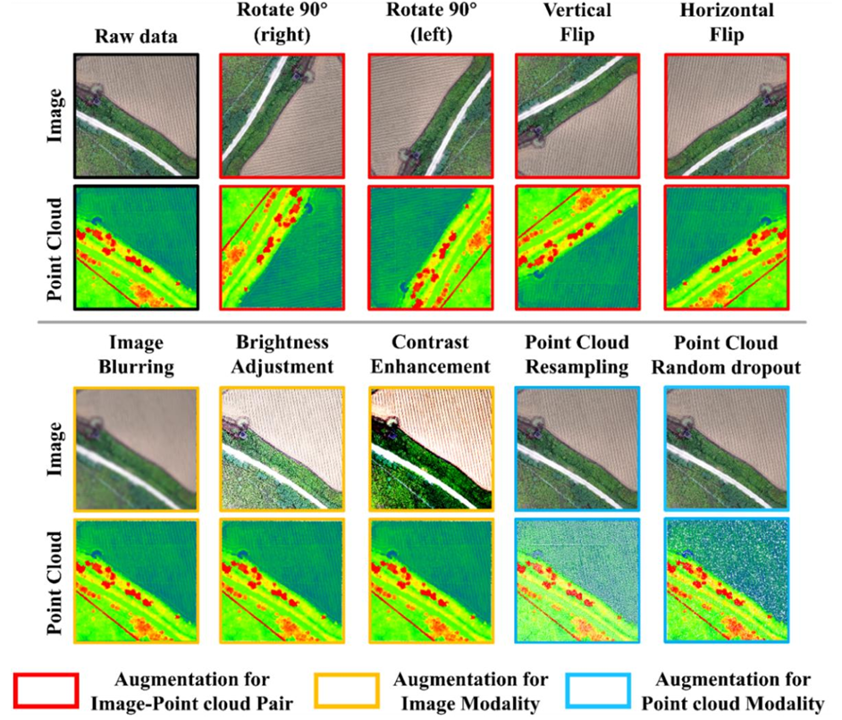 Raw data
Rotate 90°
(right)
Rotate 90°
(left)
Vertical
Flip
Horizontal
Flip
Image
Point Cloud
Image
Blurring
Brightness
Adjustment
Contrast
Enhancement
Point Cloud
Resampling
Point Cloud
Random dropout
Image
Point Cloud
Augmentation for
Image-Point cloud Pair
Augmentation for
Image Modality
Augmentation for
Point cloud Modality